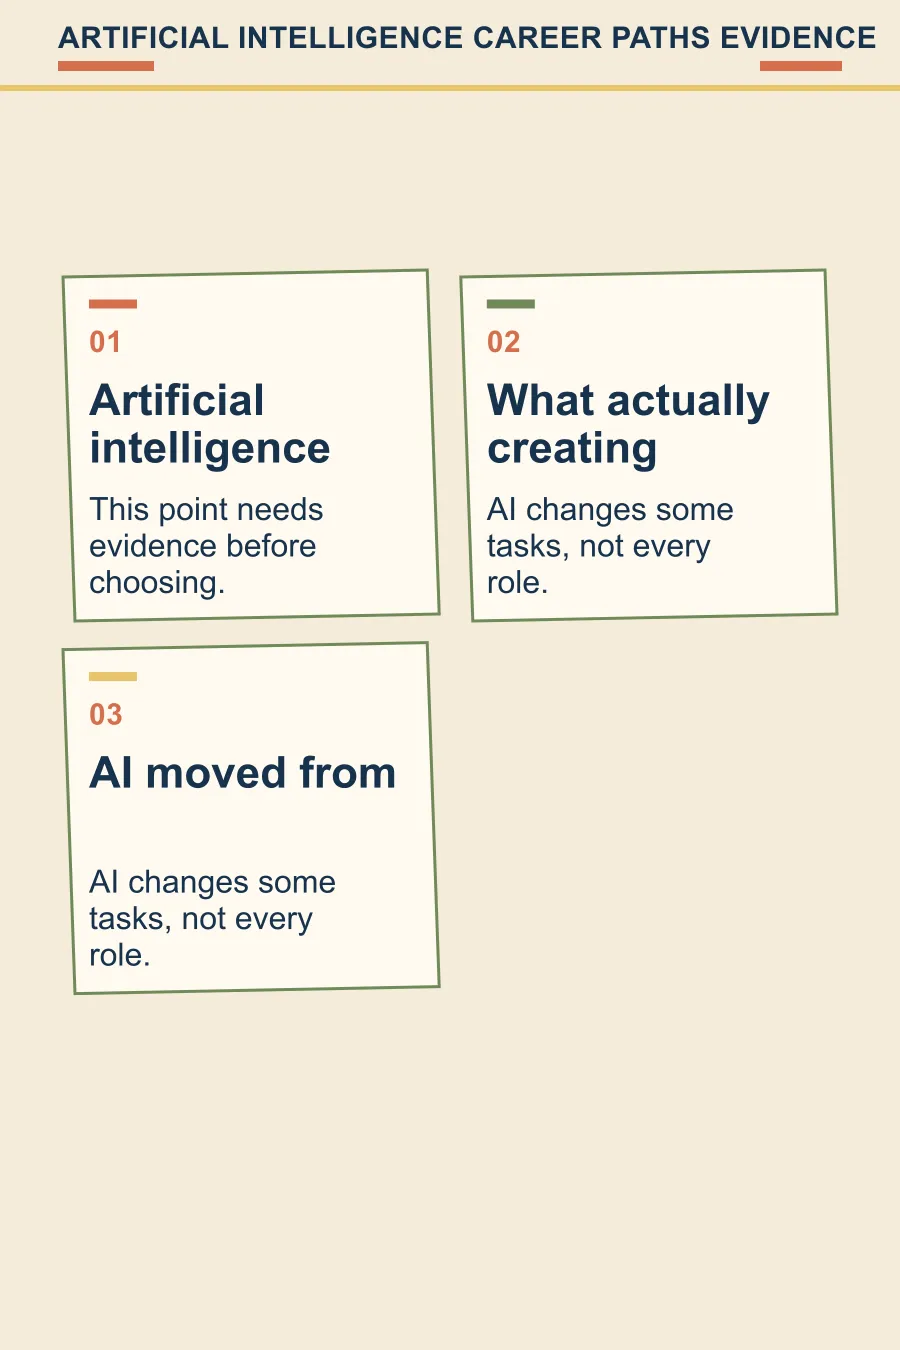 ARTIFICIAL INTELLIGENCE CAREER PATHS EVIDENCE
01
Artificial
intelligence
This point needs
evidence before
choosing.
02
What actually
creating
AI changes some
tasks, not every
role.
03
AI moved from
AI changes some
tasks, not every
role.